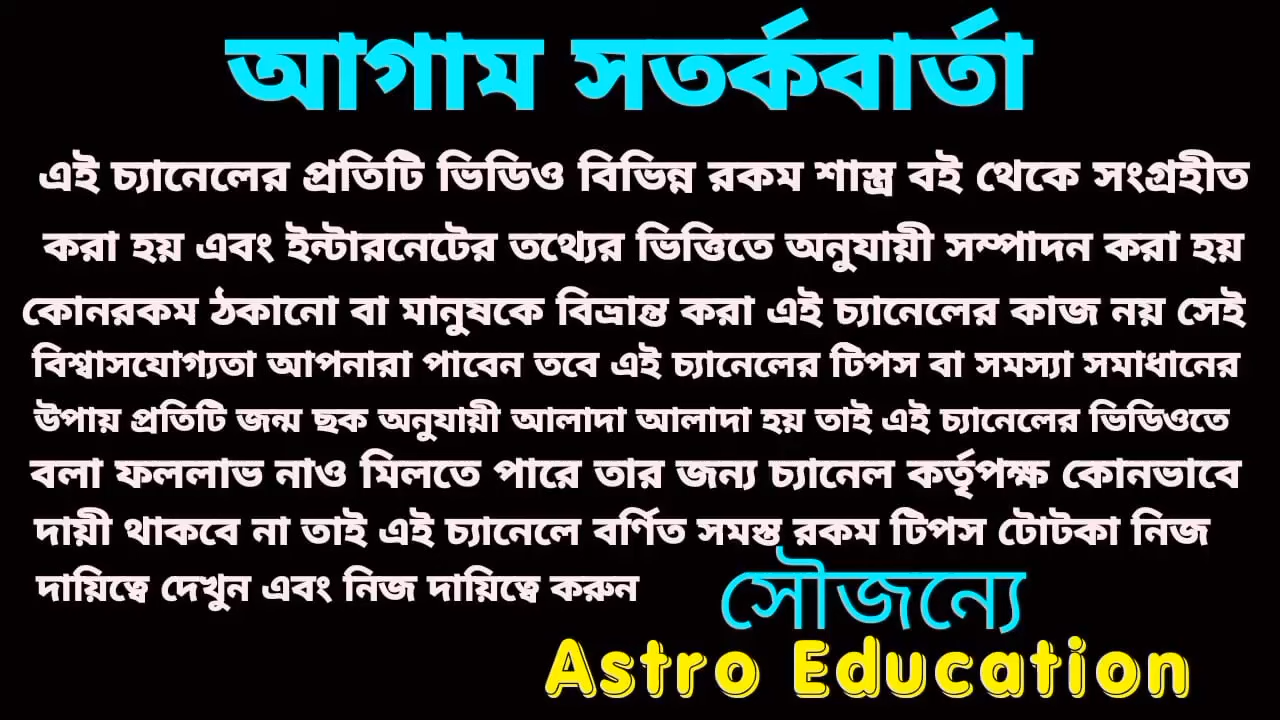 আগাম সতর্কবার্তা
এই চ্যানেলের প্রতিটি ভিডিও বিভিন্ন রকম শাস্ত্র বই থেকে সংগ্রহীত
করা হয় এবং ইন্টারনেটের তথ্যের ভিত্তিতে অনুযায়ী সম্পাদন করা হয়
কোনরকম ঠকানো বা মানুষকে বিভ্রান্ত করা এই চ্যানেলের কাজ নয় সেই
বিশ্বাসযোগ্যতা আপনারা পাবেন তবে এই চ্যানেলের টিপস বা সমস্যা সমাধানের
উপায় প্রতিটি জন্ম ছক অনুযায়ী আলাদা আলাদা হয় তাই এই চ্যানেলের ভিডিওতে
বলা ফললাভ নাও মিলতে পারে তার জন্য চ্যানেল কর্তৃপক্ষ কোনভাবে
দায়ী থাকবে না তাই এই চ্যানেলে বর্ণিত সমস্ত রকম টিপস টোটকা নিজ
দায়িত্বে দেখুন এবং নিজ দায়িত্বে করুন
সৌজন্যে
Astro Education